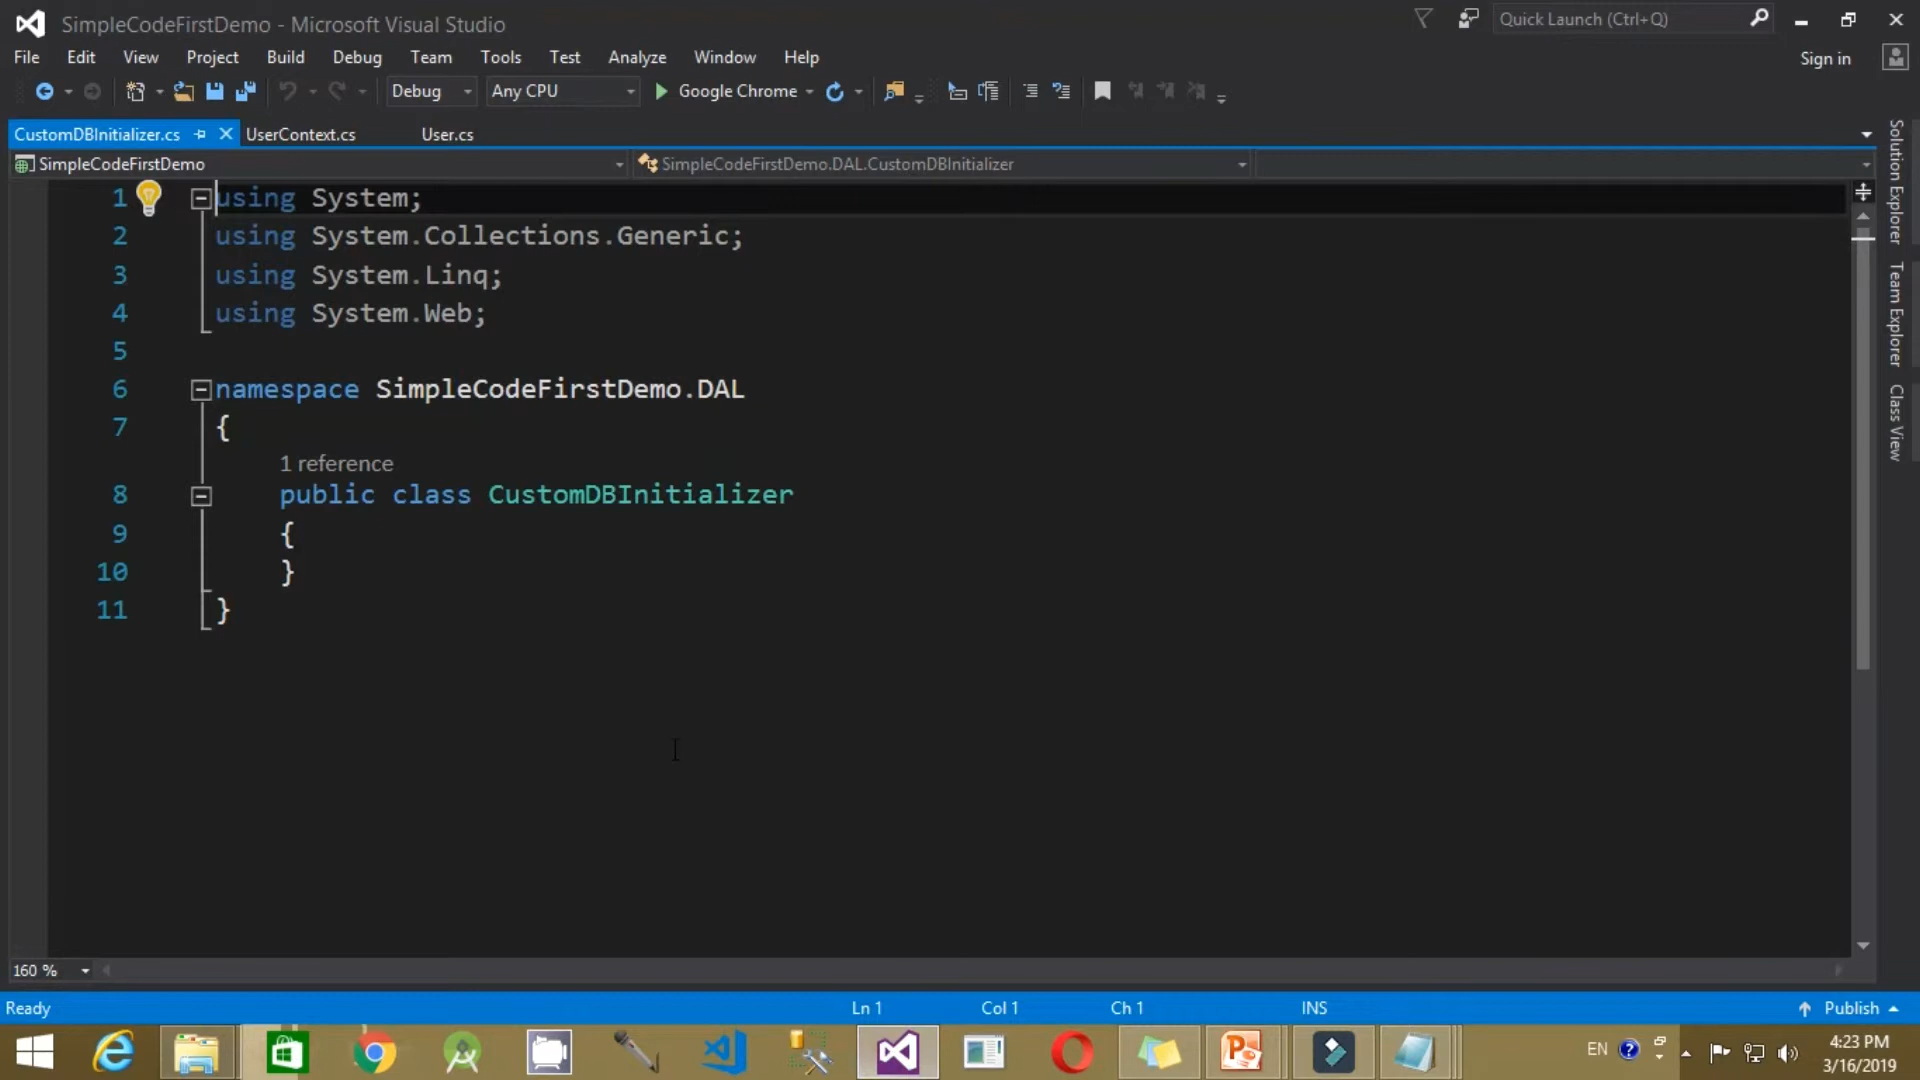 SimpleCodeFirstDemo - Microsoft Visual Studio
Quick Launch (Ctrl+Q)
File Edit View Project Build Debug Team Tools Test Analyze Window Help
Sign in
Debug Any CPU Google Chrome
CustomDBInitializer.cs UserContext.cs User.cs
SimpleCodeFirstDemo SimpleCodeFirstDemo.DAL.CustomDBInitializer
1 using System;
2 using System.Collections.Generic;
3 using System.Linq;
4 using System.Web;
5
6 namespace SimpleCodeFirstDemo.DAL
7 {
1 reference
8 public class CustomDBInitializer
9 {
10 }
11 }
Solution Explorer
Team Explorer
Class View
160 %
Ready Ln 1 Col 1 Ch 1 INS Publish
EN
4:23 PM
3/16/2019